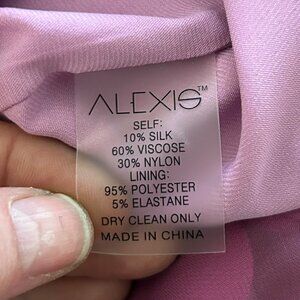 ALEXIS™
SELF:
10% SILK
60% VISCOSE
30% NYLON
LINING:
95% POLYESTER
5% ELASTANE
DRY CLEAN ONLY
MADE IN CHINA